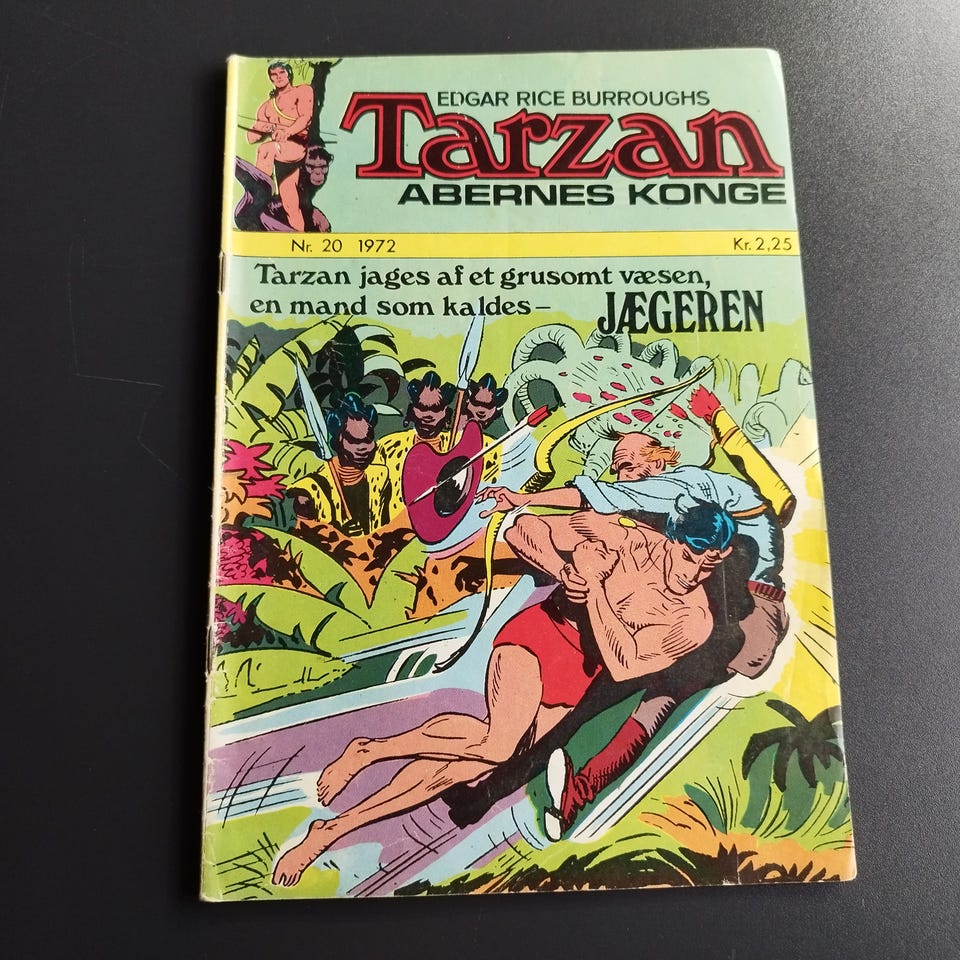 EDGAR RICE BURROUGHS
Tarzan
ABERNES KONGE
Nr. 20 1972 Kr. 2,25
Tarzan jages af et grusomt væsen,
en mand som kaldes – JÆGEREN